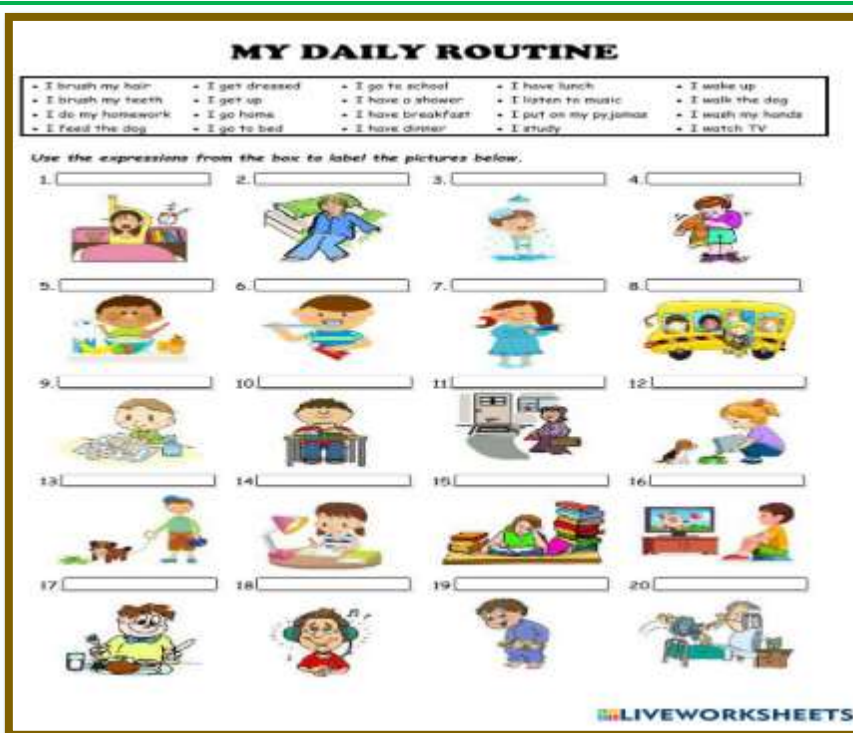 MY DAILY ROUTINE
• I brush my hair • I get dressed • I go to school • I have lunch • I wake up
• I brush my teeth • I get up • I have a shower • I listen to music • I walk the dog
• I do my homework • I go home • I have breakfast • I put on my pyjamas • I wash my hands
• I feed the dog • I go to bed • I have dinner • I study • I watch TV
Use the expressions from the box to label the pictures below.
1. 2. 3. 4.
5. 6. 7. 8.
9. 10. 11. 12.
13. 14. 15. 16.
17. 18. 19. 20.
LIVEWORKSHEETS